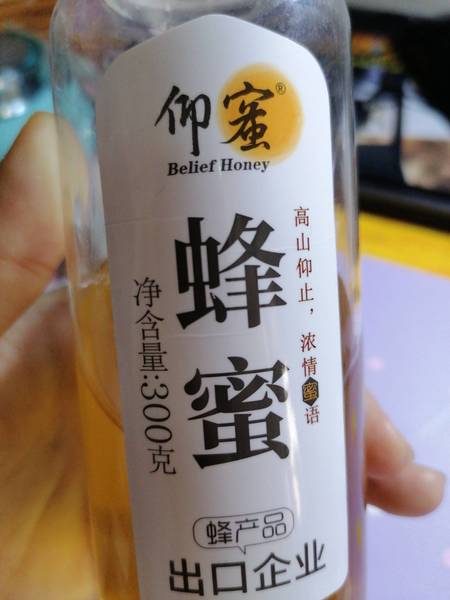 仰蜜®
Belief Honey
蜂蜜
高山仰止，浓情蜜语
净含量:300克
蜂产品
出口企业